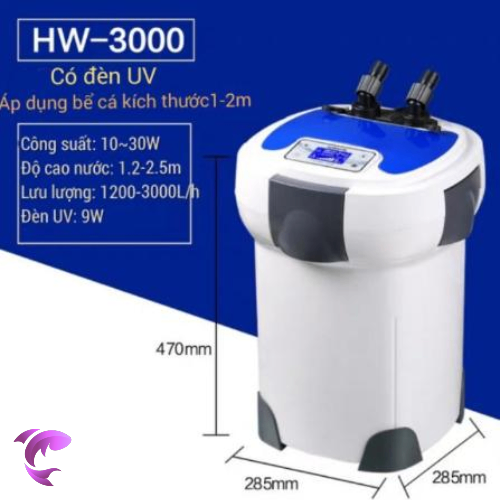 HW-3000
Có đèn UV
Áp dụng bể cá kích thước1-2m
Công suất: 10~30W
Độ cao nước: 1.2-2.5m
Lưu lượng: 1200-3000L/h
Đèn UV: 9W
470mm
285mm
285mm